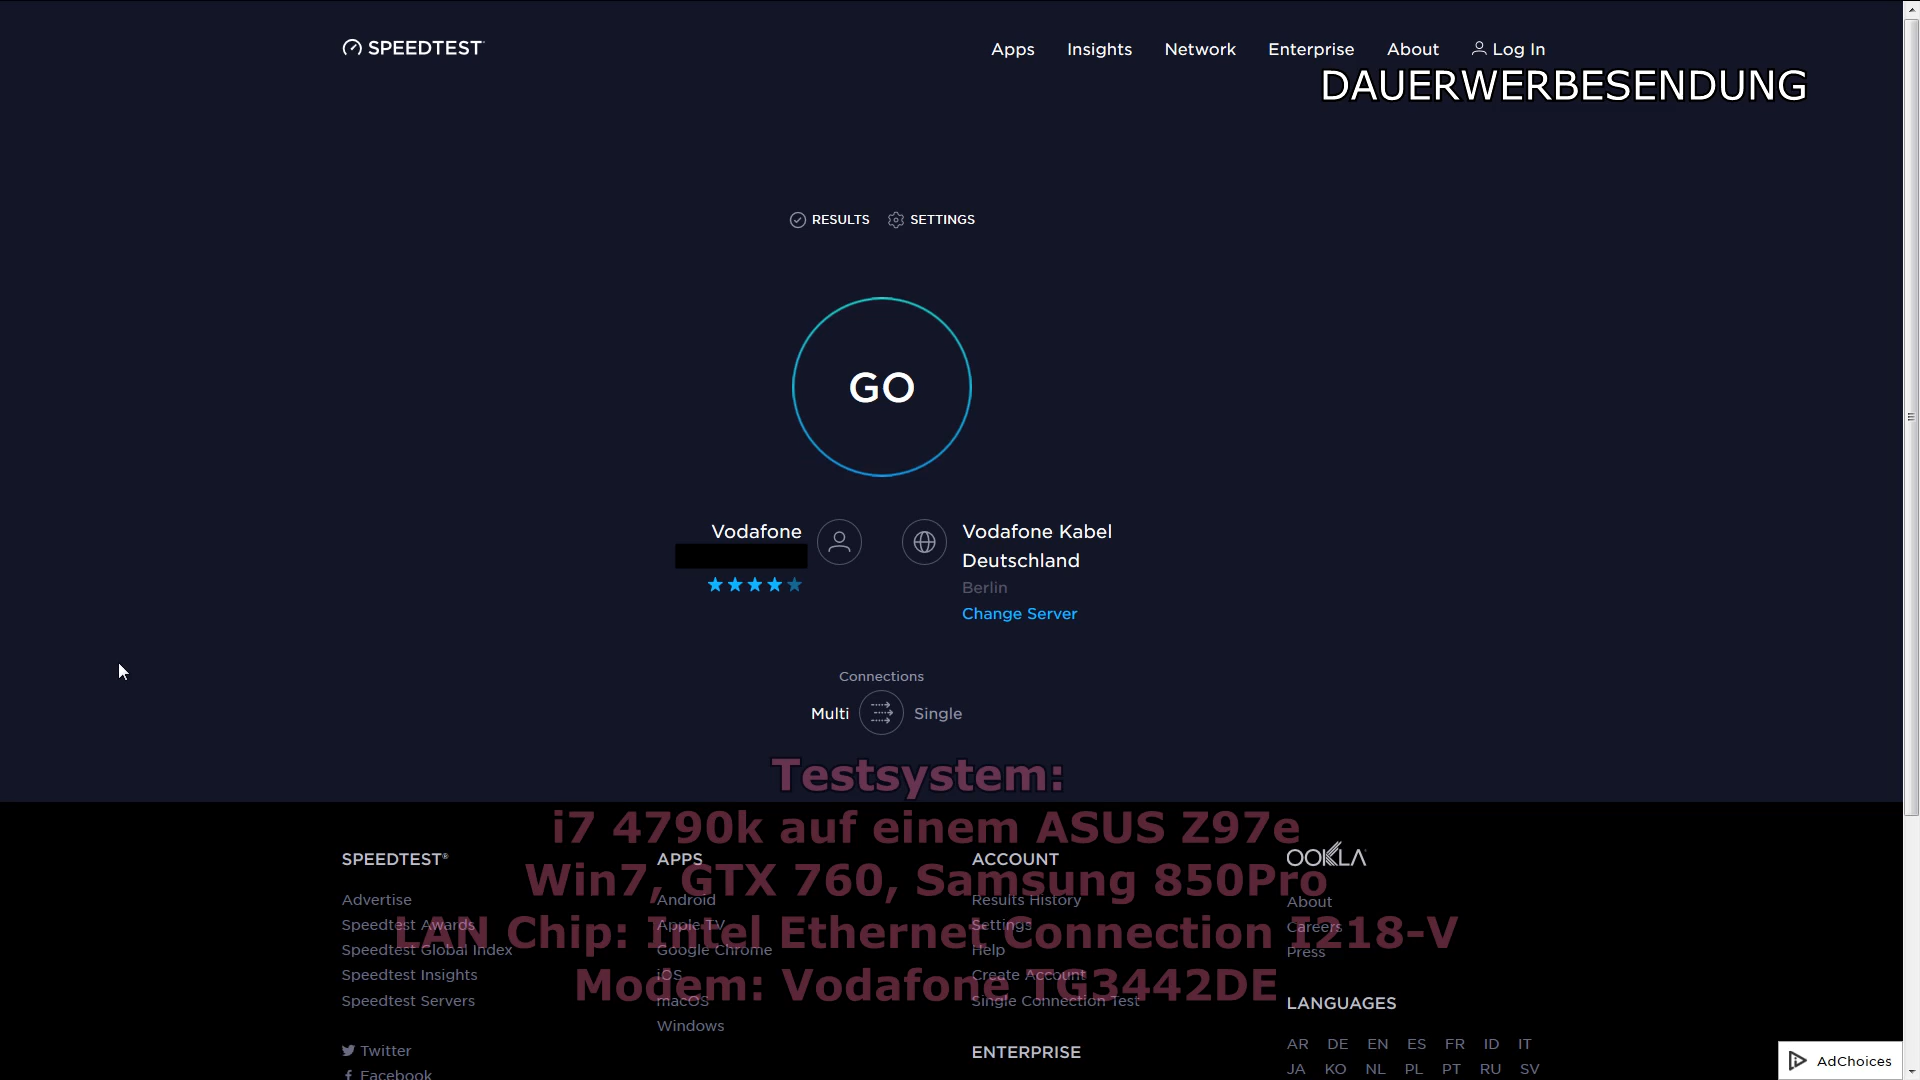 SPEEDTEST
Apps Insights Network Enterprise About Log In
DAUERWERBESENDUNG
RESULTS SETTINGS
GO
Vodafone
Vodafone Kabel
Deutschland
Berlin
Change Server
Connections
Multi Single
Testsystem:
i7 4790k auf einem ASUS Z97e
Win7, GTX 760, Samsung 850Pro
LAN Chip: Intel Ethernet Connection I218-V
Modem: Vodafone TG3442DE
SPEEDTEST®
Advertise
Speedtest Awards
Speedtest Global Index
Speedtest Insights
Speedtest Servers
Twitter
Facebook
APPS
Android
Apple TV
Google Chrome
iOS
macOS
Windows
ACCOUNT
Results History
Settings
Help
Create Account
Single Connection Test
ENTERPRISE
OOKLA
About
Careers
Press
LANGUAGES
AR DE EN ES FR ID IT
JA KO NL PL PT RU SV
AdChoices